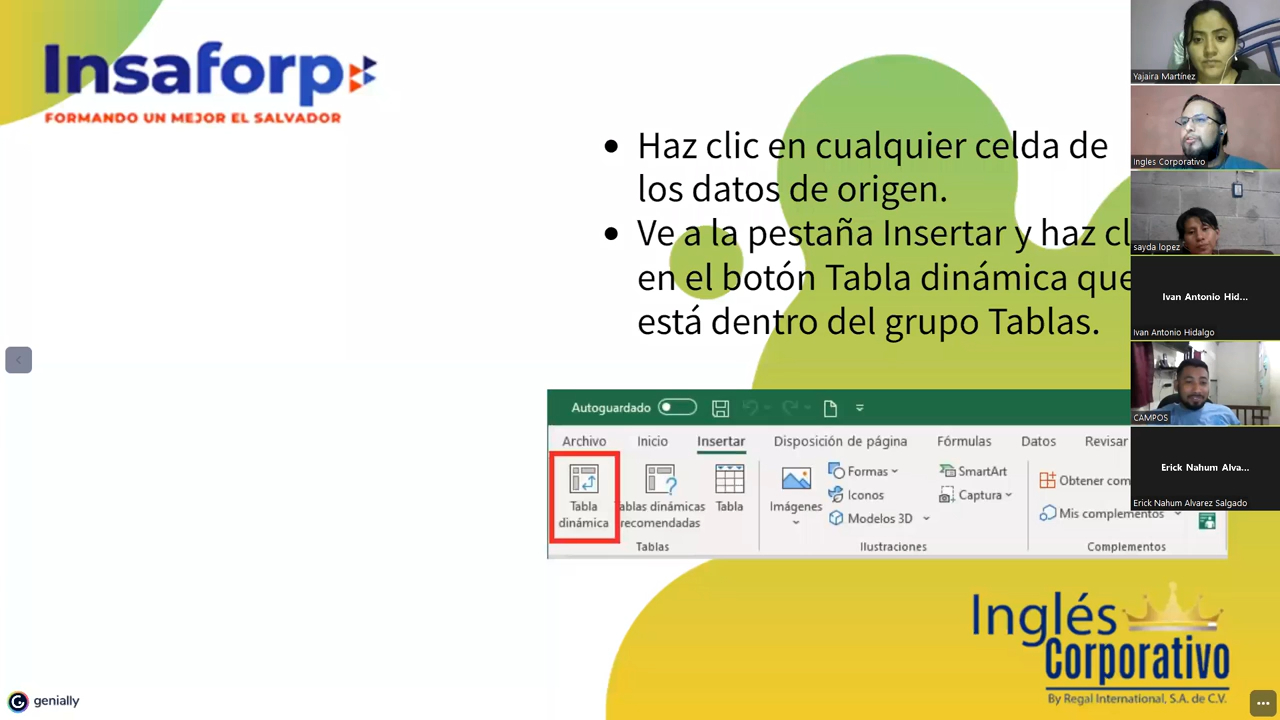 Insaforp
FORMANDO UN MEJOR EL SALVADOR
Haz clic en cualquier celda de
los datos de origen.
Ve a la pestaña Insertar y haz cl
en el botón Tabla dinámica que
está dentro del grupo Tablas.
Autoguardado
Archivo Inicio Insertar Disposición de página Fórmulas Datos Revisar
Tabla
dinámica
ablas dinámicas
recomendadas
Tabla
Tablas
Imágenes
Formas
Iconos
Modelos 3D
SmartArt
Captura
Ilustraciones
Obtener com
Mis complementos
Complementos
Inglés
Corporativo
By Regal International, S.A. de C.V.
genially
Yajaira Martínez
Ingles Corporativo
sayda lopez
Ivan Antonio Hid...
Ivan Antonio Hidalgo
CAMPOS
Erick Nahum Alva...
Erick Nahum Alvarez Salgado